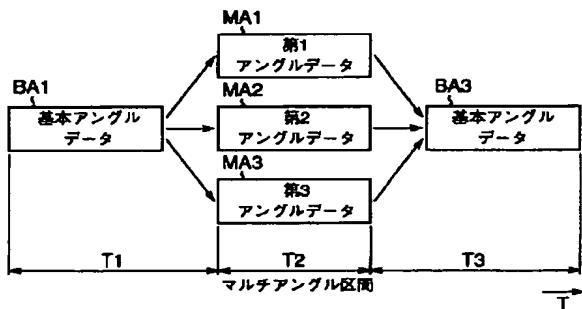 MA1
第1
アングルデータ
BA1
基本アングル
データ
MA2
第2
アングルデータ
BA3
基本アングル
データ
MA3
第3
アングルデータ
T1
T2
T3
マルチアングル区間
T